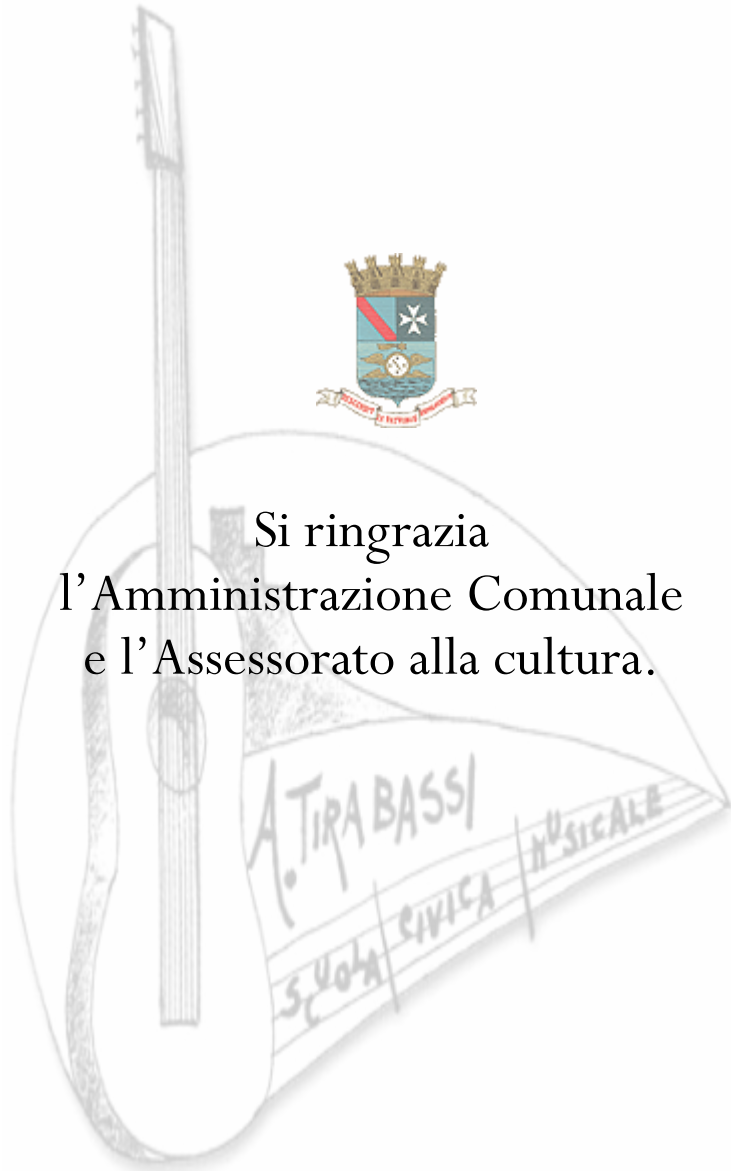 Si ringrazia
l’Amministrazione Comunale
e l’Assessorato alla cultura.
A. TIRABASSI
SCUOLA CIVICA MUSICALE